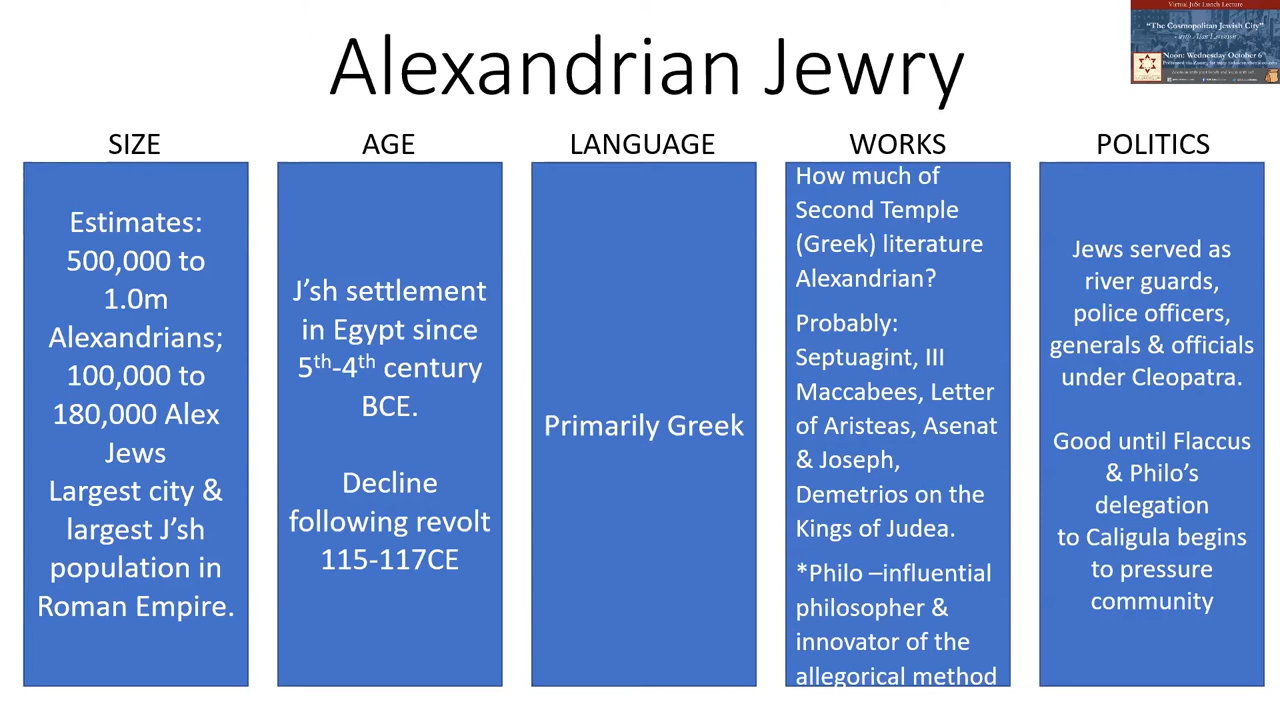 Virtual JuSt Lunch Lecture
"The Cosmopolitan Jewish City"
Noon: Wednesday October 6
Alexandrian Jewry
SIZE
Estimates:
500,000 to
1.0m
Alexandrians;
100,000 to
180,000 Alex
Jews
Largest city &
largest J'sh
population in
Roman Empire.
AGE
J'sh settlement
in Egypt since
5th-4th century
BCE.
Decline
following revolt
115-117CE
LANGUAGE
Primarily Greek
WORKS
How much of
Second Temple
(Greek) literature
Alexandrian?
Probably:
Septuagint, III
Maccabees, Letter
of Aristeas, Asenat
& Joseph,
Demetrios on the
Kings of Judea.
*Philo –influential
philosopher &
innovator of the
allegorical method
POLITICS
Jews served as
river guards,
police officers,
generals & officials
under Cleopatra.
Good until Flaccus
& Philo's
delegation
to Caligula begins
to pressure
community